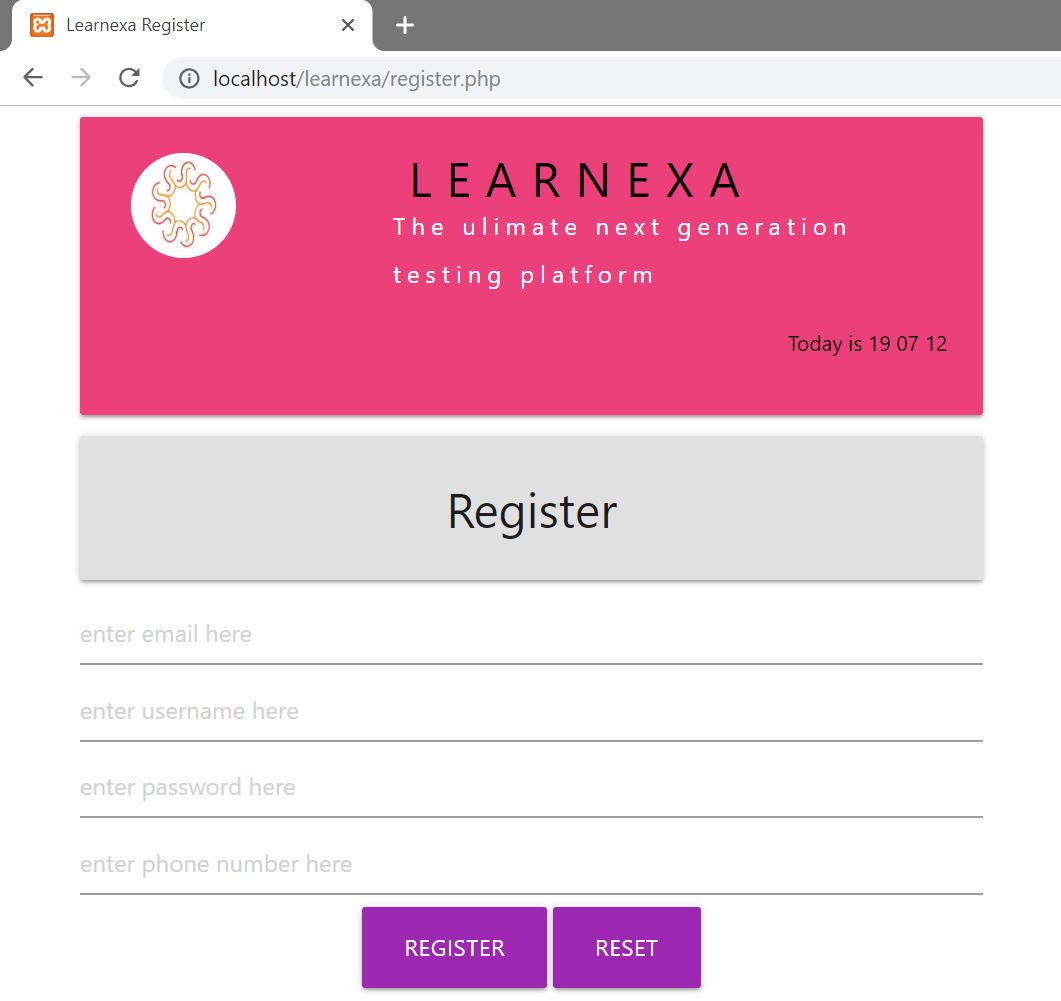 Learnexa Register
localhost/learnexa/register.php
LEARNEXA
The ulimate next generation
testing platform
Today is 19 07 12
Register
enter email here
enter username here
enter password here
enter phone number here
REGISTER RESET